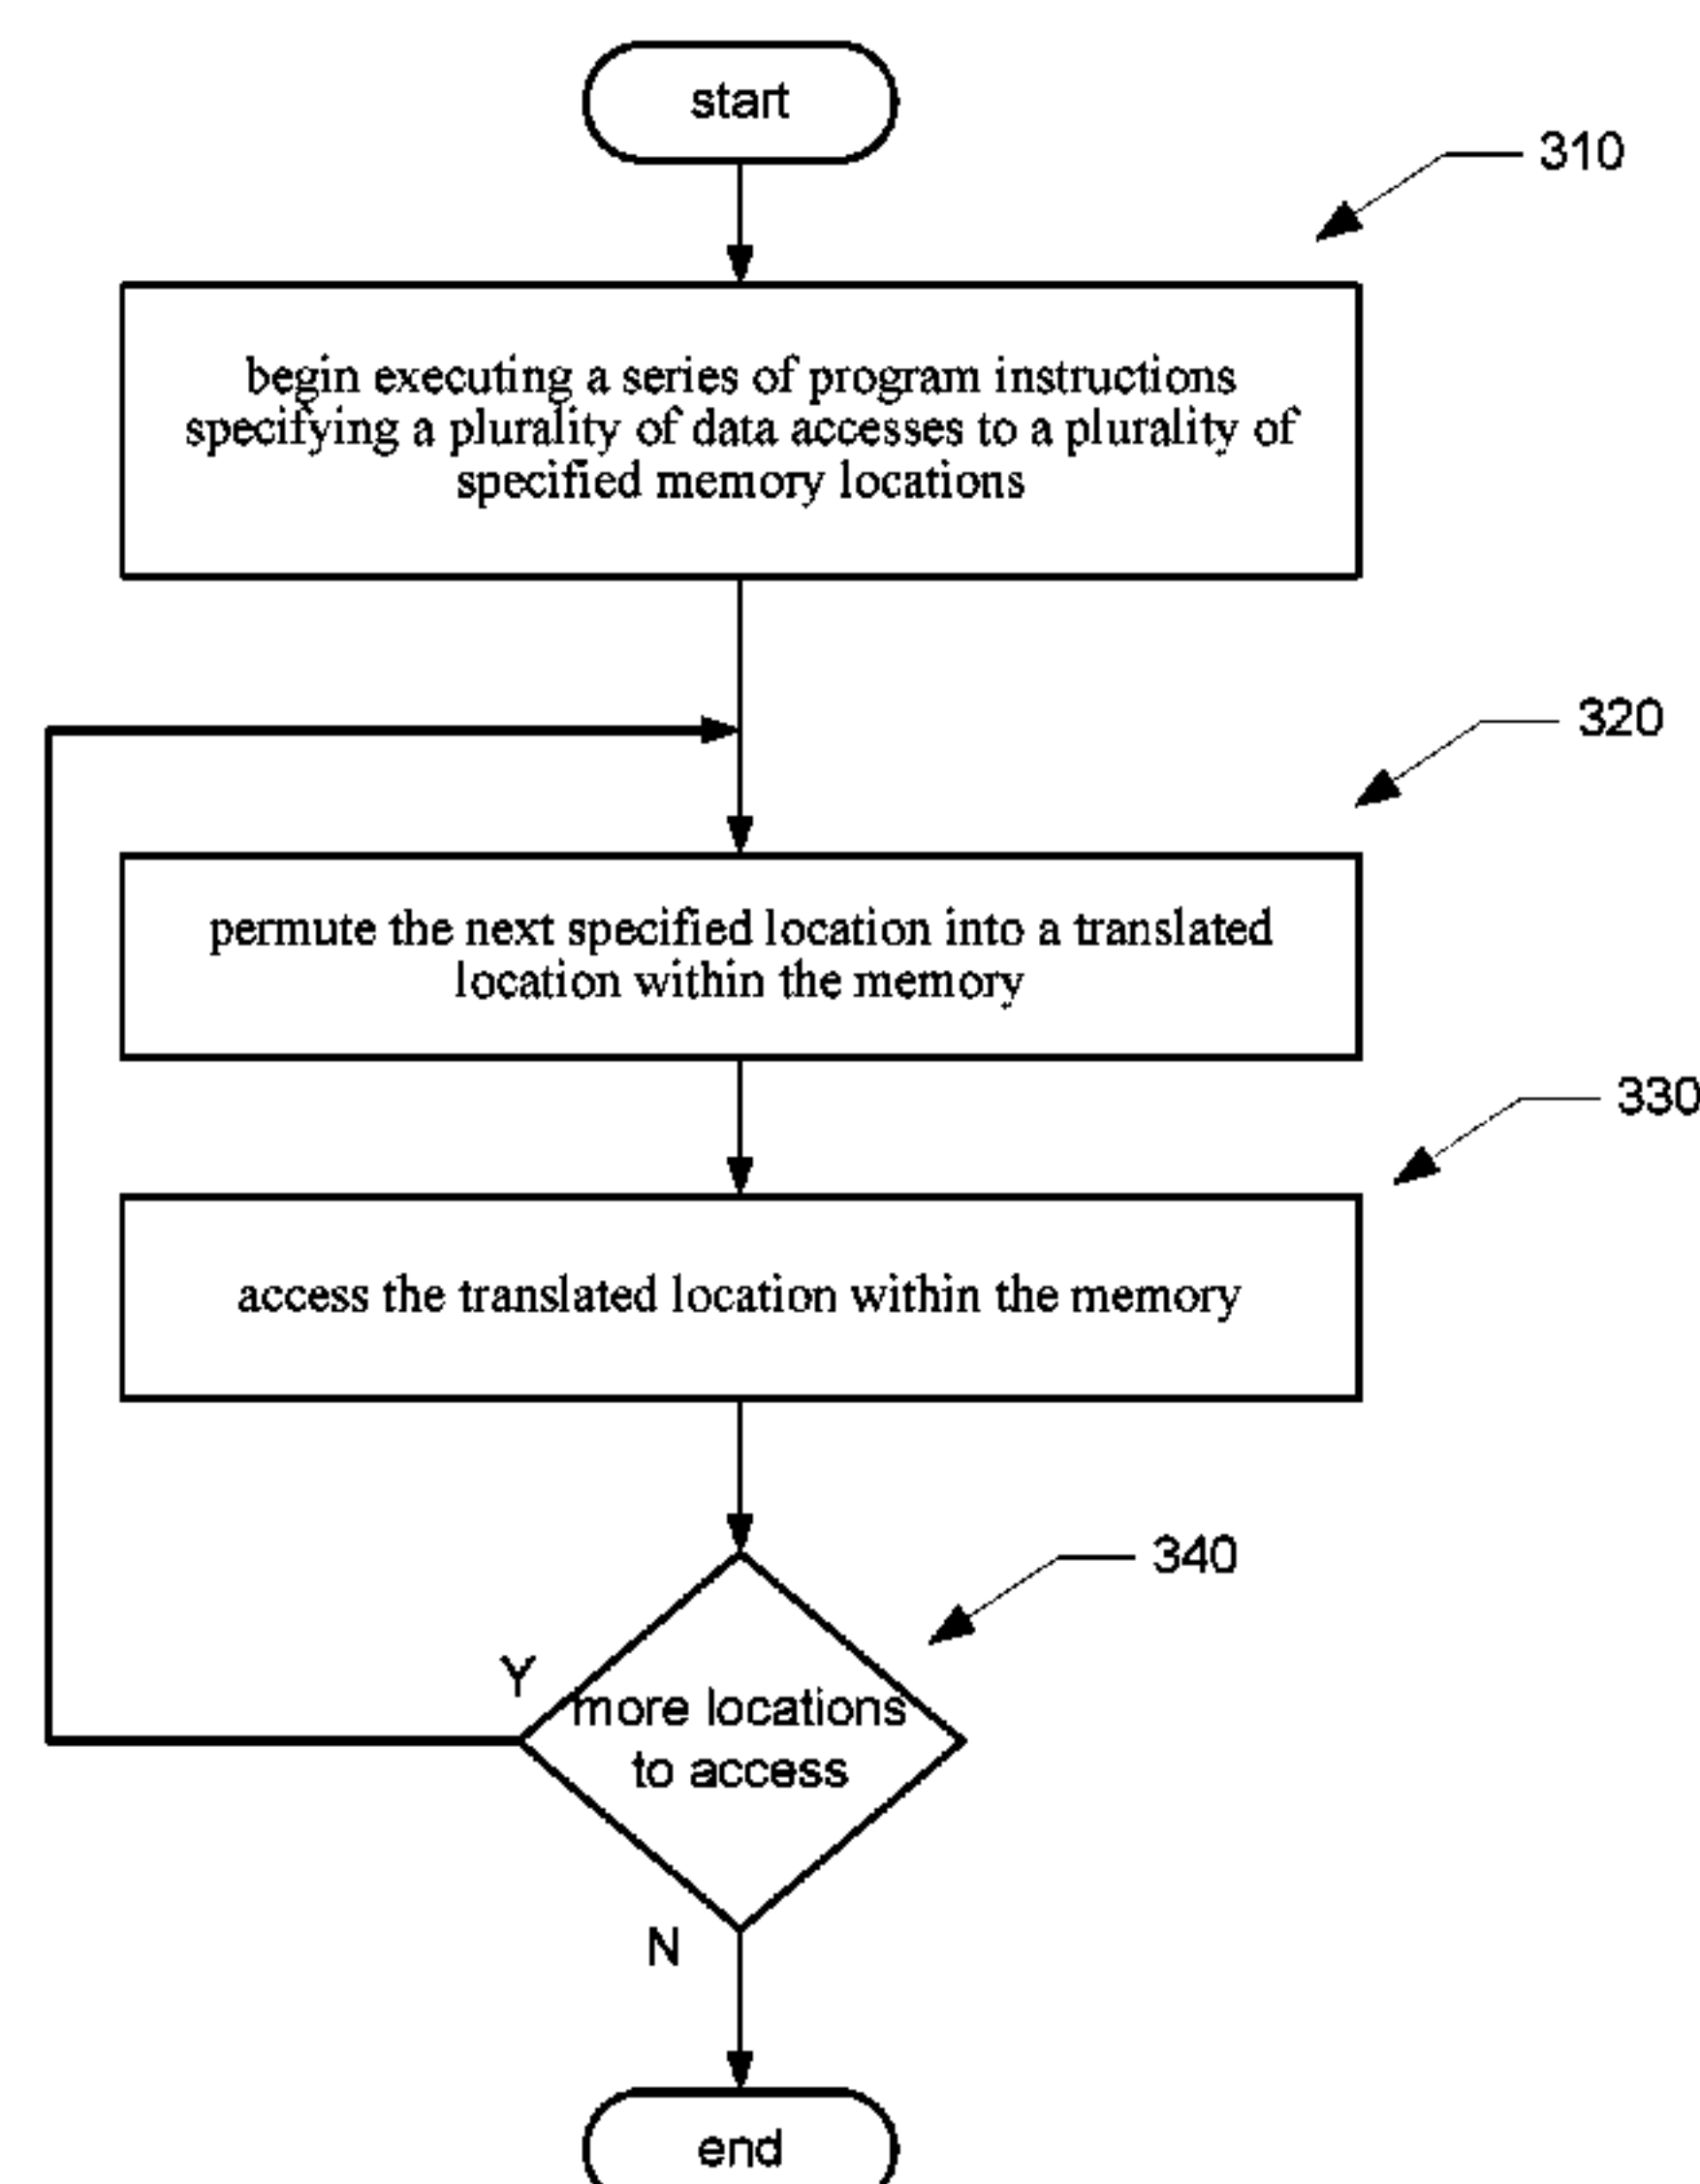 start
310
begin executing a series of program instructions
specifying a plurality of data accesses to a plurality of
specified memory locations
320
permute the next specified location into a translated
location within the memory
330
access the translated location within the memory
340
Y
more locations
to access
N
end